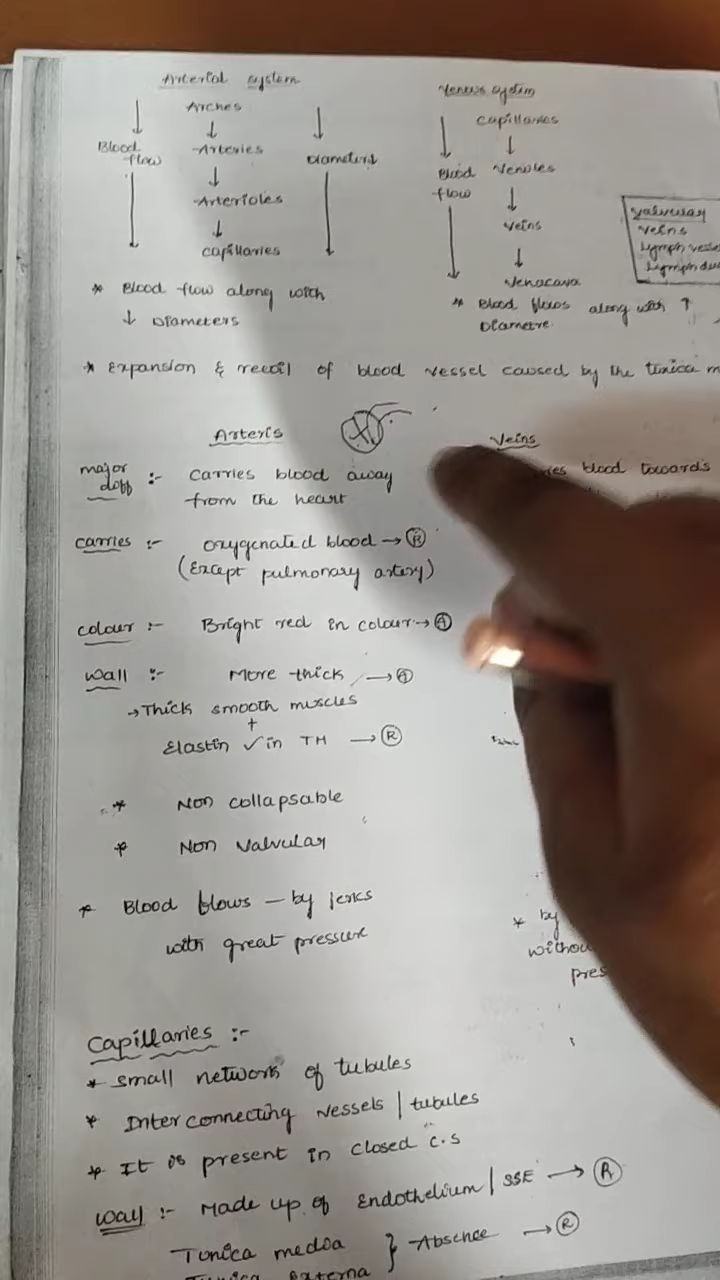 Arterial system
Arches
Blood flow
Arteries
Diameters
Arterioles
capillaries
* Blood flow along with
↓ Diameters
Venous system
capillaries
Blood flow
Venules
veins
venacava
* Blood flows along with ↑
Diametre
valvular
veins
Lymph
Lymph
* Expansion & recoil of blood vessel caused by the tunica
Arteris
major diff :- carries blood away
from the heart
carries :- oxygenated blood → Ⓡ
(Except pulmonary artery)
colour :- Bright red in colour → Ⓐ
wall :- More thick → Ⓐ
→ Thick smooth muscles
+
Elastin ✓ in TM → Ⓡ
* Non collapsable
* Non Valvular
* Blood blows - by jerks
with great pressure
Veins
blood towards
* by
Capillaries :-
* small network of tubules
* Inter connecting vessels | tubules
* It is present in closed C.S
wall :- Made up of Endothelium | SSE → Ⓡ
Tunica media } Absence → Ⓡ